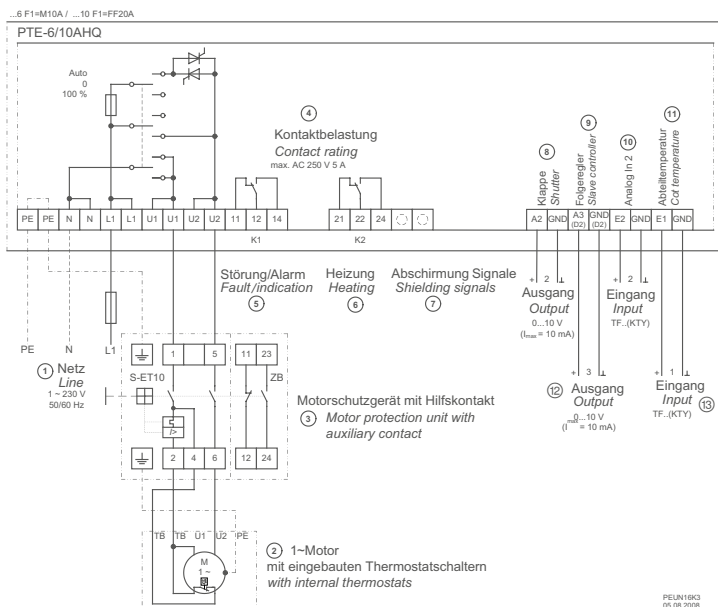 ...6 F1=M10A / ...10 F1=FF20A
PTE-6/10AHQ
Auto
0
100 %
4
Kontaktbelastung
Contact rating
max. AC 250 V 5 A
8
Klappe
Shutter
9
Folgeregler
Slave controller
10
Analog In 2
11
Abteiltemperatur
Cot temperature
PE PE N N L1 L1 U1 U1 U2 U2 11 12 14 21 22 24
A2 GND A3 (D2) GND (D2) E2 GND E1 GND
K1 K2
Störung/Alarm
Fault/indication
5
Heizung
Heating
6
Abschirmung Signale
Shielding signals
7
+ 2 ⊥
Ausgang
Output
0...10 V
(Imax = 10 mA)
+ 2 ⊥
Eingang
Input
TF..(KTY)
PE N L1
1 Netz
Line
1 ~ 230 V
50/60 Hz
1 5 11 23
S-ET10
ZB
I>
2 4 6 12 24
Motorschutzgerät mit Hilfskontakt
3 Motor protection unit with
auxiliary contact
+ 3 ⊥
12 Ausgang
Output
0...10 V
(Imax = 10 mA)
+ 1 ⊥
Eingang
Input 13
TF..(KTY)
TB TB U1 U2 PE
M
1 ~
2 1~Motor
mit eingebauten Thermostatschaltern
with internal thermostats
PEUN16K3
05.08.2008